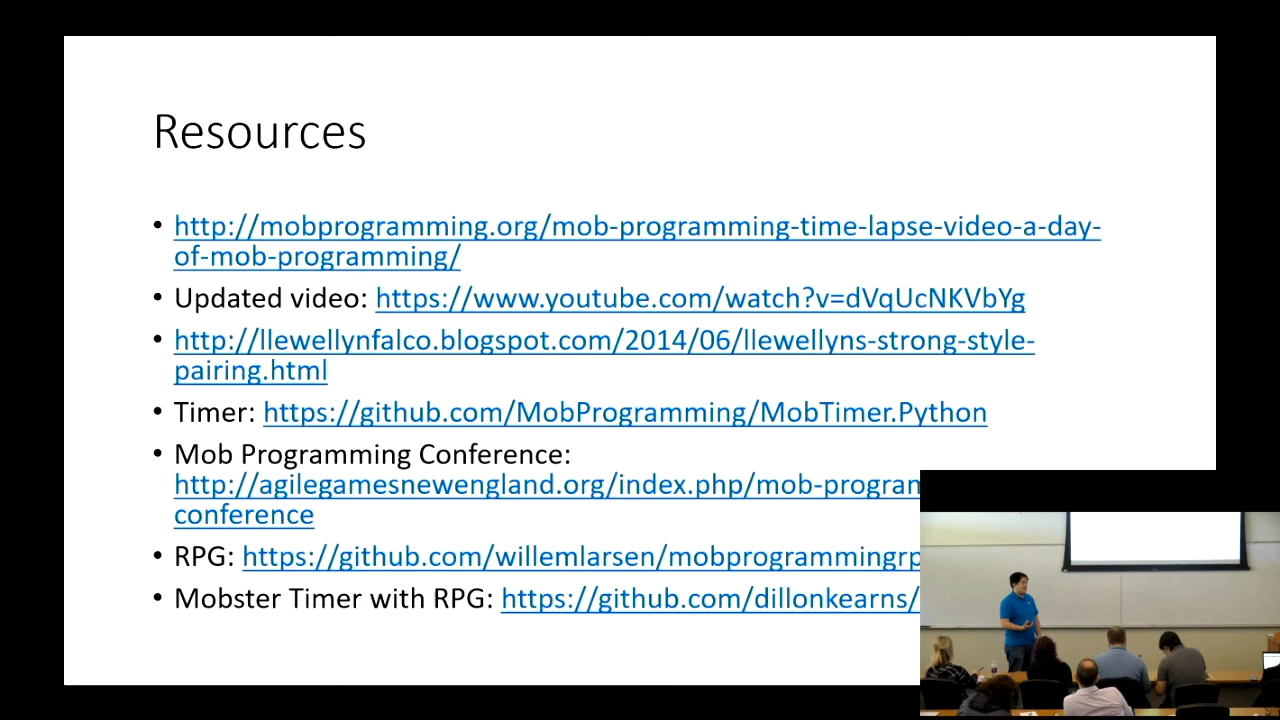 Resources
• http://mobprogramming.org/mob-programming-time-lapse-video-a-day-
of-mob-programming/
• Updated video: https://www.youtube.com/watch?v=dVqUcNKVbYg
• http://llewellynfalco.blogspot.com/2014/06/llewellyns-strong-style-
pairing.html
• Timer: https://github.com/MobProgramming/MobTimer.Python
• Mob Programming Conference:
http://agilegamesnewengland.org/index.php/mob-program
conference
• RPG: https://github.com/willemlarsen/mobprogrammingrp
• Mobster Timer with RPG: https://github.com/dillonkearns/